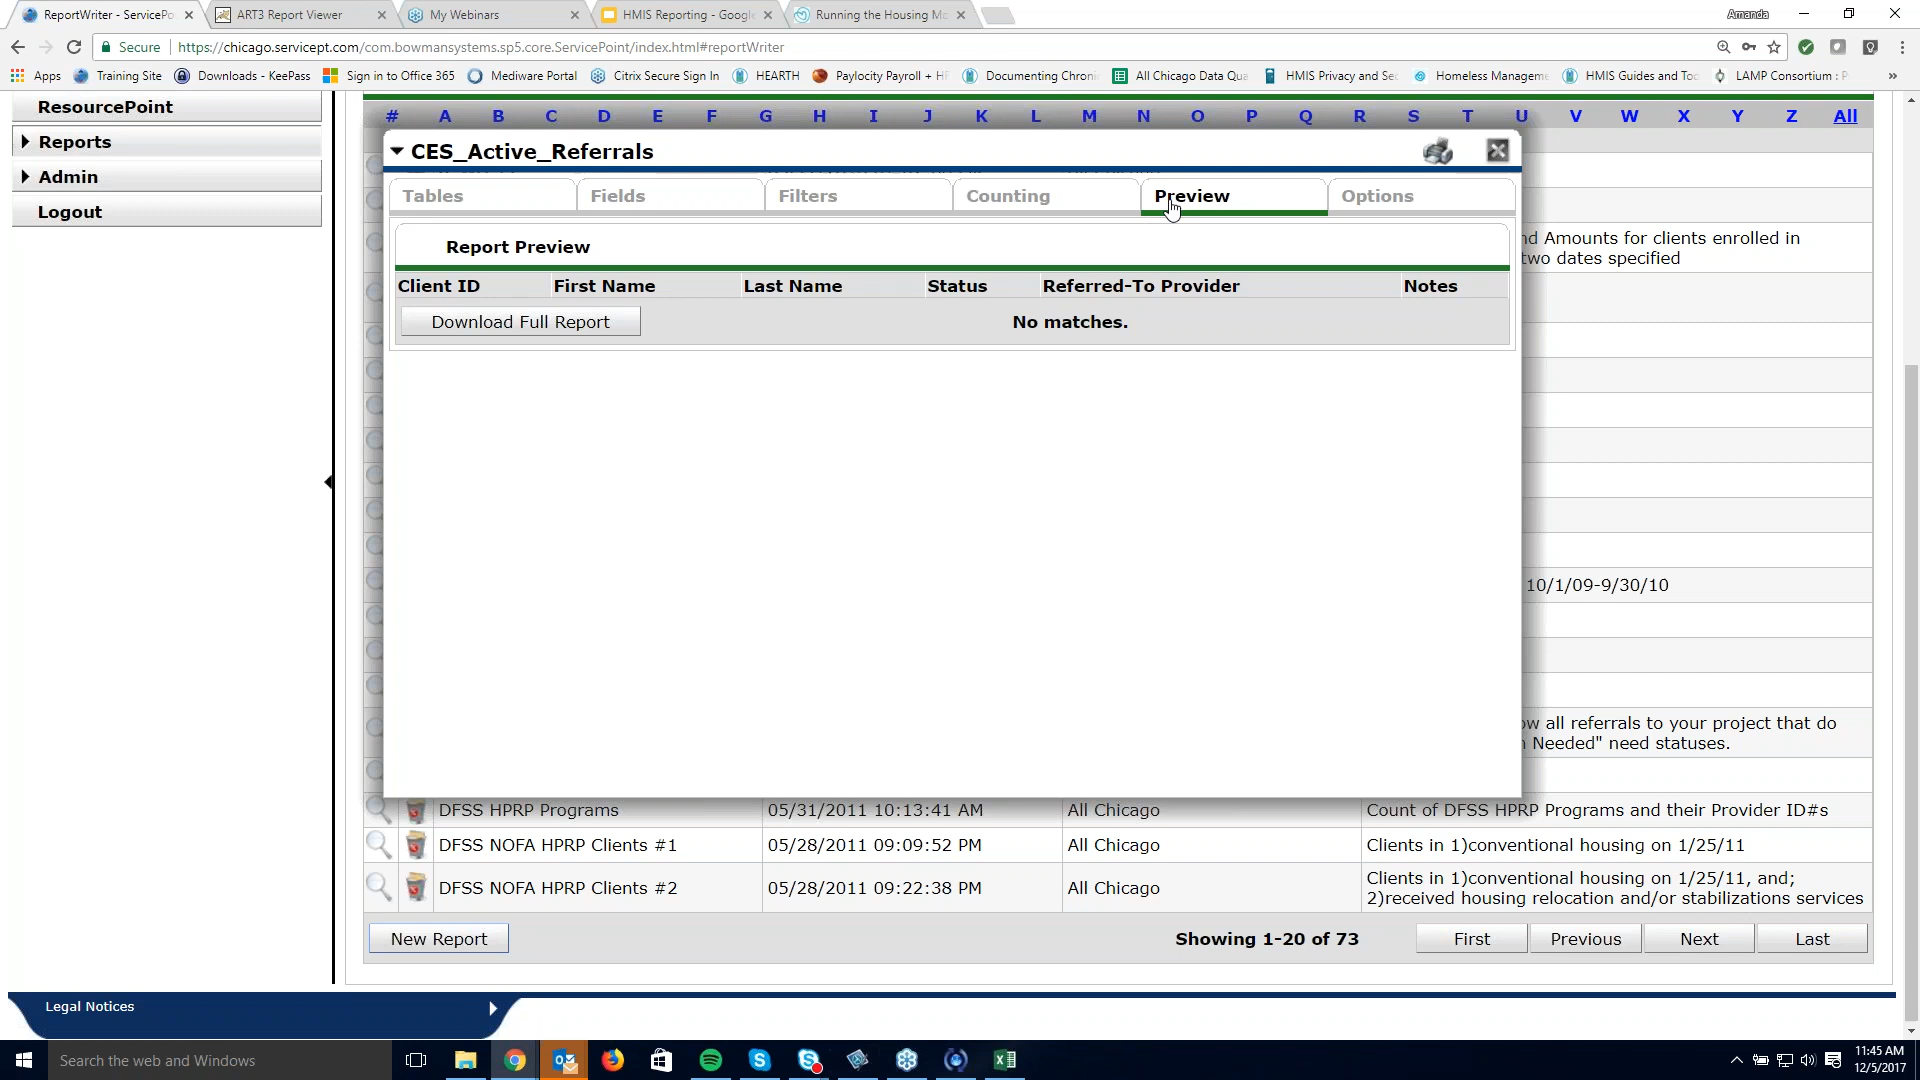 ReportWriter - ServicePo
ART3 Report Viewer
My Webinars
HMIS Reporting - Google
Running the Housing Mo
Amanda
Secure
https://chicago.servicept.com/com.bowmansystems.sp5.core.ServicePoint/index.html#reportWriter
Apps
Training Site
Downloads - KeePass
Sign in to Office 365
Mediware Portal
Citrix Secure Sign In
HEARTH
Paylocity Payroll + H
Documenting Chroni
All Chicago Data Qua
HMIS Privacy and Sec
Homeless Manageme
HMIS Guides and Too
LAMP Consortium : P
»
ResourcePoint
Reports
Admin
Logout
# A B C D E F G H I J K L M N O P Q R S T U V W X Y Z All
CES_Active_Referrals
Tables
Fields
Filters
Counting
Preview
Options
Report Preview
Client ID First Name Last Name Status Referred-To Provider Notes
Download Full Report
No matches.
nd Amounts for clients enrolled in
two dates specified
10/1/09-9/30/10
ow all referrals to your project that do
n Needed" need statuses.
DFSS HPRP Programs 05/31/2011 10:13:41 AM All Chicago Count of DFSS HPRP Programs and their Provider ID#s
DFSS NOFA HPRP Clients #1 05/28/2011 09:09:52 PM All Chicago Clients in 1)conventional housing on 1/25/11
DFSS NOFA HPRP Clients #2 05/28/2011 09:22:38 PM All Chicago Clients in 1)conventional housing on 1/25/11, and;
2)received housing relocation and/or stabilizations services
New Report
Showing 1-20 of 73
First
Previous
Next
Last
Legal Notices
Search the web and Windows
11:45 AM
12/5/2017